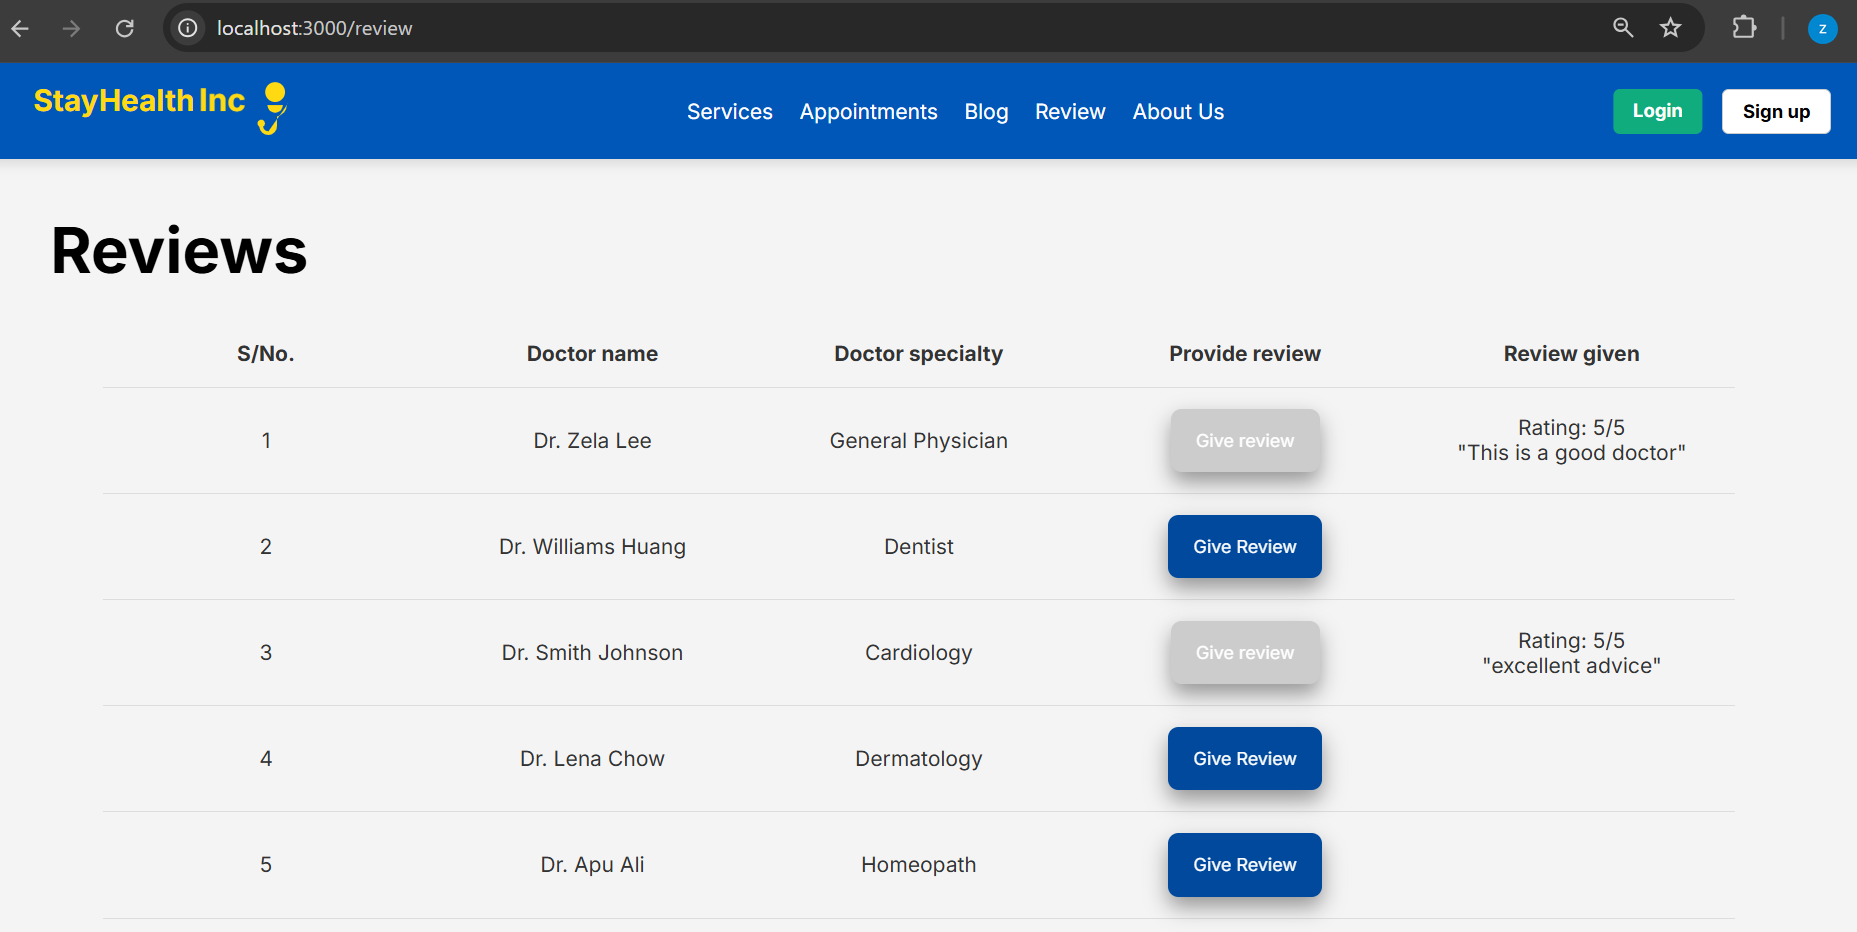 localhost:3000/review
z
StayHealth Inc
Services Appointments Blog Review About Us
Login Sign up
Reviews
S/No. Doctor name Doctor specialty Provide review Review given
1 Dr. Zela Lee General Physician Give review Rating: 5/5
"This is a good doctor"
2 Dr. Williams Huang Dentist Give Review
3 Dr. Smith Johnson Cardiology Give review Rating: 5/5
"excellent advice"
4 Dr. Lena Chow Dermatology Give Review
5 Dr. Apu Ali Homeopath Give Review